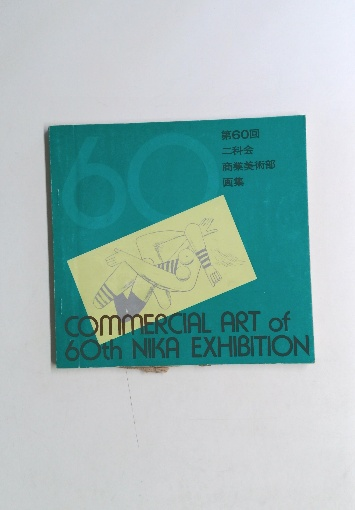 60
第60回
二科会
商業美術部
画集
COMMERCIAL ART of
60th NIKA EXHIBITION